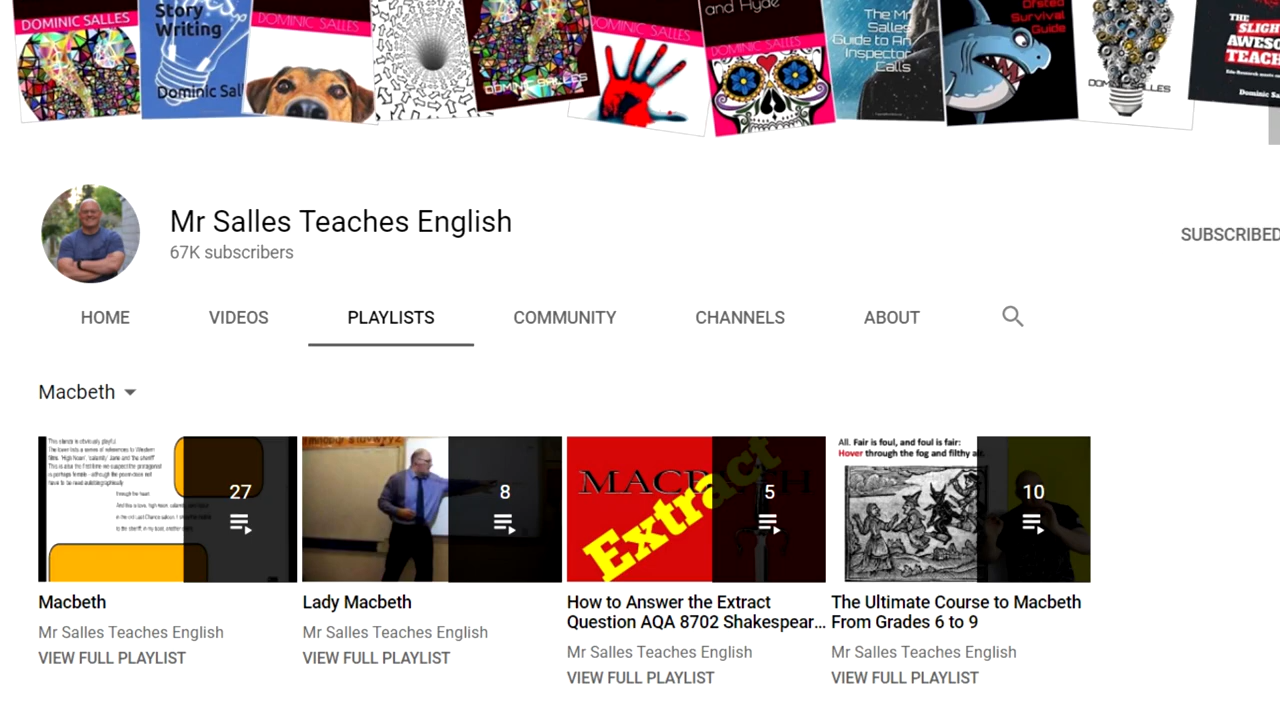 DOMINIC SALLES
Story
Writing
Dominic Sal
DOMINIC SALLES
DOMINIC SALLES
DOMINIC SALLES
and Hyde
DOMINIC SALLES
The Mr
Salles
Guide to An
Inspector
Calls
Ofsted
Survival
Guide
THE
SLIGH
AWESO
TEACH
Dominic Sa
Mr Salles Teaches English
67K subscribers
SUBSCRIBED
HOME VIDEOS PLAYLISTS COMMUNITY CHANNELS ABOUT
Macbeth
27
8
MACB H
Extract
5
All. Fair is foul, and foul is fair:
Hover through the fog and filthy air.
10
Macbeth
Mr Salles Teaches English
VIEW FULL PLAYLIST
Lady Macbeth
Mr Salles Teaches English
VIEW FULL PLAYLIST
How to Answer the Extract
Question AQA 8702 Shakespear...
Mr Salles Teaches English
VIEW FULL PLAYLIST
The Ultimate Course to Macbeth
From Grades 6 to 9
Mr Salles Teaches English
VIEW FULL PLAYLIST